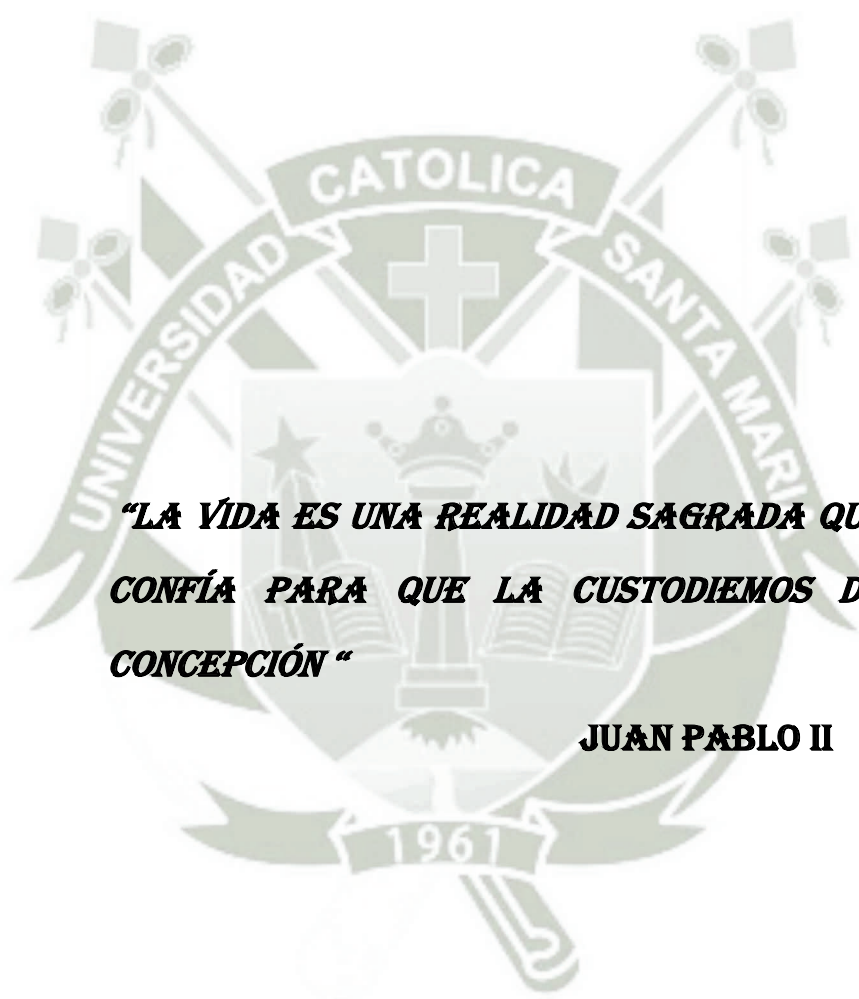 CATOLICA
UNIVERSIDAD
SANTA MARI
“LA VIDA ES UNA REALIDAD SAGRADA
CONFÍA PARA QUE LA CUSTODIEMOS
CONCEPCIÓN “
JUAN PABLO II
1961